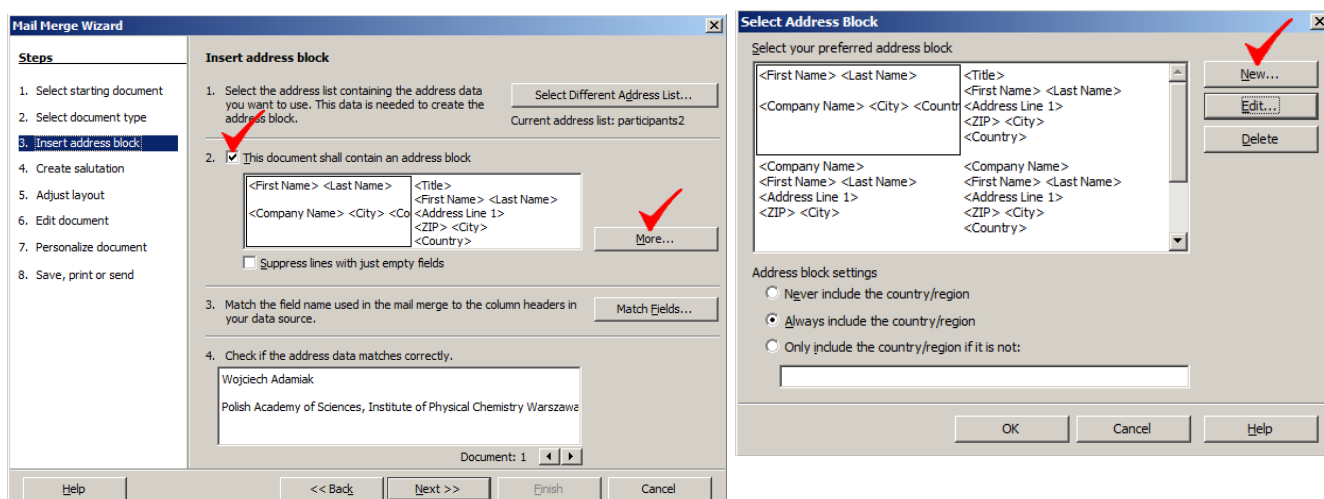 Mail Merge Wizard
Steps
1. Select starting document
2. Select document type
3. Insert address block
4. Create salutation
5. Adjust layout
6. Edit document
7. Personalize document
8. Save, print or send
Insert address block
1. Select the address list containing the address data
you want to use. This data is needed to create the
address block.
Select Different Address List...
Current address list: participants2
2. This document shall contain an address block
<First Name> <Last Name>
<Company Name> <City> <Co
<Title>
<First Name> <Last Name>
<Address Line 1>
<ZIP> <City>
<Country>
More...
Suppress lines with just empty fields
3. Match the field name used in the mail merge to the column headers in
your data source.
Match Fields...
4. Check if the address data matches correctly.
Wojciech Adamiak
Polish Academy of Sciences, Institute of Physical Chemistry Warszawa
Document: 1
Help
<< Back
Next >>
Finish
Cancel
Select Address Block
Select your preferred address block
<First Name> <Last Name>
<Company Name> <City> <Countr
<Title>
<First Name> <Last Name>
<Address Line 1>
<ZIP> <City>
<Country>
<Company Name>
<First Name> <Last Name>
<Address Line 1>
<ZIP> <City>
<Company Name>
<First Name> <Last Name>
<Address Line 1>
<ZIP> <City>
<Country>
New...
Edit...
Delete
Address block settings
Never include the country/region
Always include the country/region
Only include the country/region if it is not:
OK
Cancel
Help